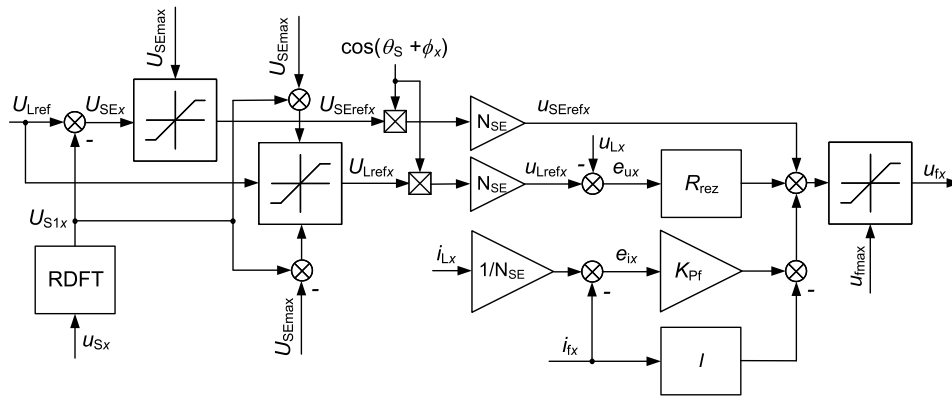 U_SEmax
U_SEmax
cos(θ_S +ϕ_x)
U_Lref
U_SEx
-
U_SErefx
N_SE
u_SErefx
U_Lrefx
N_SE
u_Lrefx
-
u_Lx
e_ux
R_rez
u_fx
U_S1x
RDFT
u_Sx
-
U_SEmax
i_Lx
1/N_SE
-
e_ix
K_Pf
-
u_fmax
i_fx
I